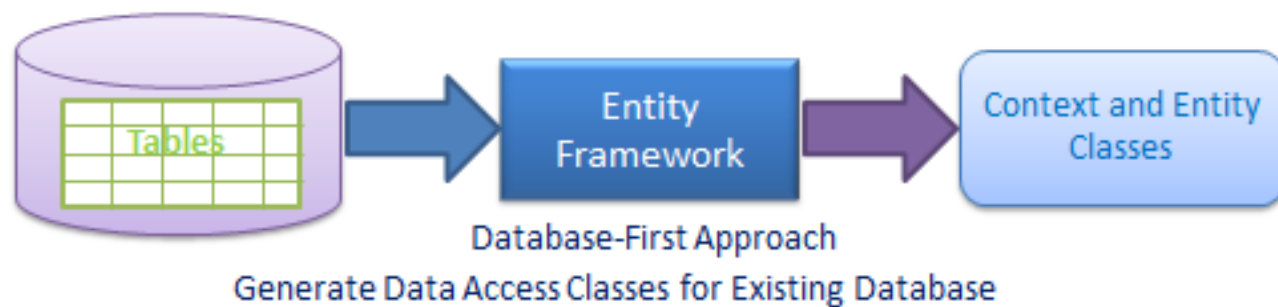 Tables
Entity
Framework
Context and Entity
Classes
Database-First Approach
Generate Data Access Classes for Existing Database